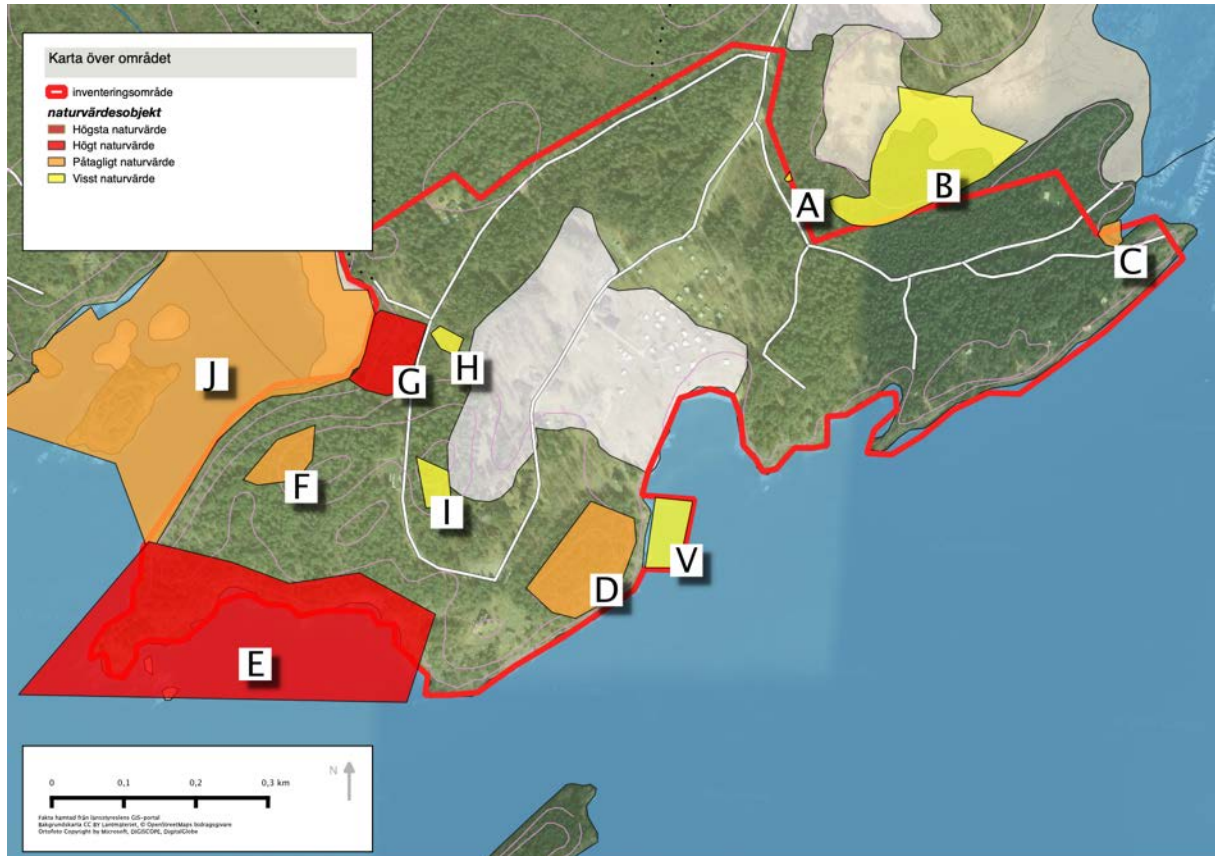 Karta över området
inventeringsområde
naturvärdesobjekt
Högsta naturvärde
Högt naturvärde
Påtagligt naturvärde
Visst naturvärde
A
B
C
J
G
H
F
I
D
V
E
0 0,1 0,2 0,3 km
N
Fakta hämtad från länsstyrelsens GIS-portal
Bakgrundskarta CC BY Lantmäteriet, © OpenStreetMaps bidragsgivare
Ortofoto Copyright by Microsoft, DIGISCOPE, DigitalGlobe